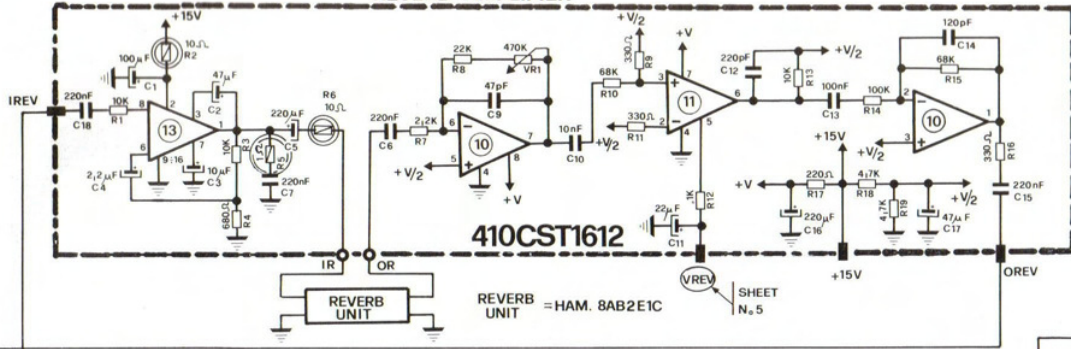 +15V
10Ω
R2
100µF
C1
47µF
C2
IREV
220nF
C18
10K
R1
8
2
3
13
1
6
7
9÷16
2,2µF
C4
10µF
C3
10K
R3
680Ω
R4
1Ω
R5
220nF
C7
220µF
C5
R6
10Ω
22K
R8
470K
VR1
47pF
C9
220nF
C6
2,2K
R7
6
5
10
7
8
4
+V/2
+V
10nF
C10
+V/2
330Ω
R9
68K
R10
330Ω
R11
+V/2
+V
3
7
2
11
6
4
5
1K
R12
22µF
C11
220pF
C12
10K
R13
+V/2
100nF
C13
100K
R14
120pF
C14
68K
R15
2
3
10
1
+V/2
330Ω
R16
220nF
C15
+15V
+V
220Ω
R17
4,7K
R18
+V/2
220µF
C16
4,7K
R19
47µF
C17
+15V
410CST1612
IR
OR
REVERB
UNIT
REVERB
UNIT
=HAM. 8AB2E1C
VREV
SHEET
No.5
OREV